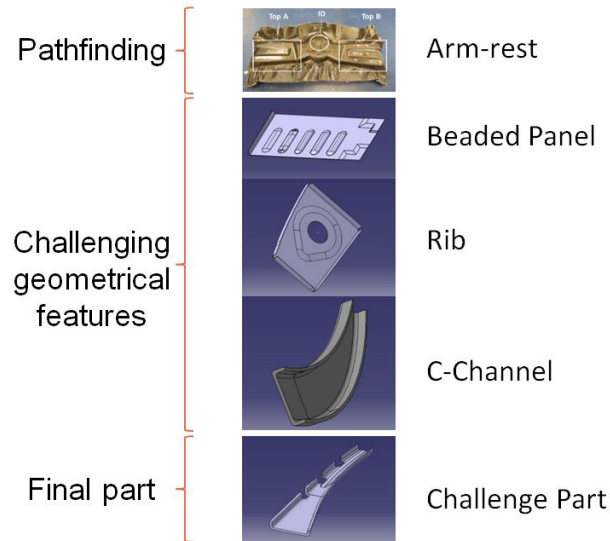 Top A
ID
Top B
Pathfinding
Arm-rest
Beaded Panel
Rib
Challenging
geometrical
features
C-Channel
Final part
Challenge Part